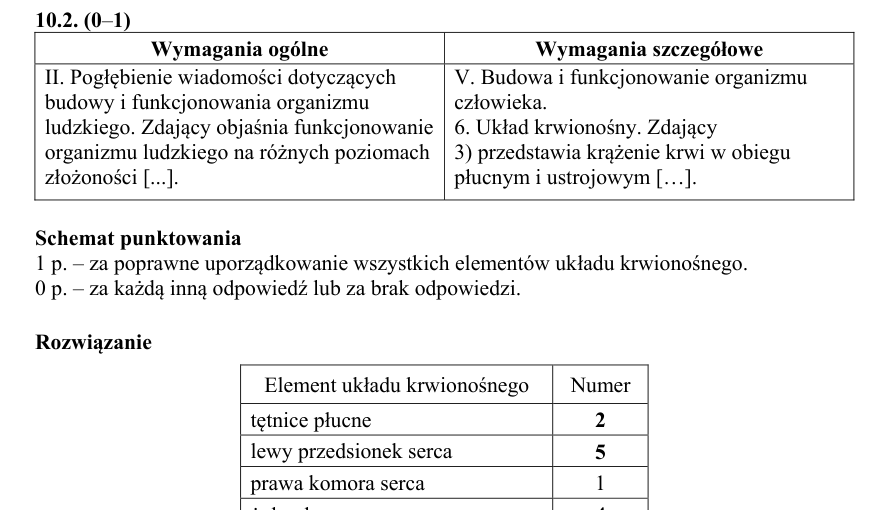 10.2. (0–1)
Wymagania ogólne
Wymagania szczegółowe
II. Pogłębienie wiadomości dotyczących
budowy i funkcjonowania organizmu
ludzkiego. Zdający objaśnia funkcjonowanie
organizmu ludzkiego na różnych poziomach
złożoności [...].
V. Budowa i funkcjonowanie organizmu
człowieka.
6. Układ krwionośny. Zdający
3) przedstawia krążenie krwi w obiegu
płucnym i ustrojowym […].
Schemat punktowania
1 p. – za poprawne uporządkowanie wszystkich elementów układu krwionośnego.
0 p. – za każdą inną odpowiedź lub za brak odpowiedzi.
Rozwiązanie
Element układu krwionośnego Numer
tętnice płucne 2
lewy przedsionek serca 5
prawa komora serca 1